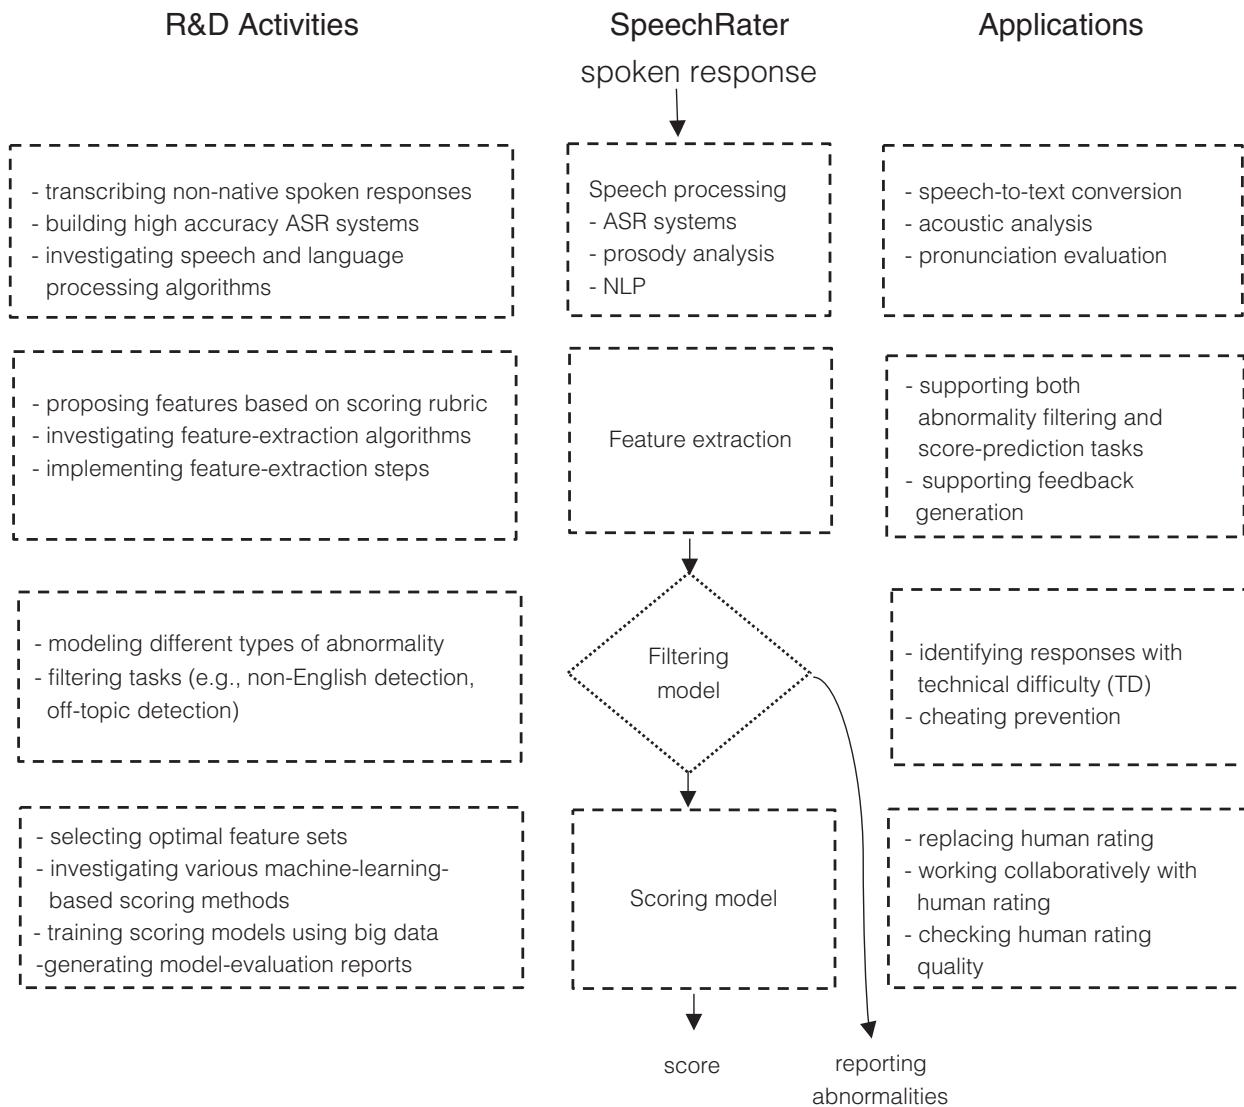 R&D Activities
SpeechRater
Applications
spoken response
- transcribing non-native spoken responses
- building high accuracy ASR systems
- investigating speech and language
processing algorithms
Speech processing
- ASR systems
- prosody analysis
- NLP
- speech-to-text conversion
- acoustic analysis
- pronunciation evaluation
- proposing features based on scoring rubric
- investigating feature-extraction algorithms
- implementing feature-extraction steps
Feature extraction
- supporting both
abnormality filtering and
score-prediction tasks
- supporting feedback
generation
- modeling different types of abnormality
- filtering tasks (e.g., non-English detection,
off-topic detection)
Filtering
model
- identifying responses with
technical difficulty (TD)
- cheating prevention
- selecting optimal feature sets
- investigating various machine-learning-
based scoring methods
- training scoring models using big data
-generating model-evaluation reports
Scoring model
- replacing human rating
- working collaboratively with
human rating
- checking human rating
quality
score
reporting
abnormalities